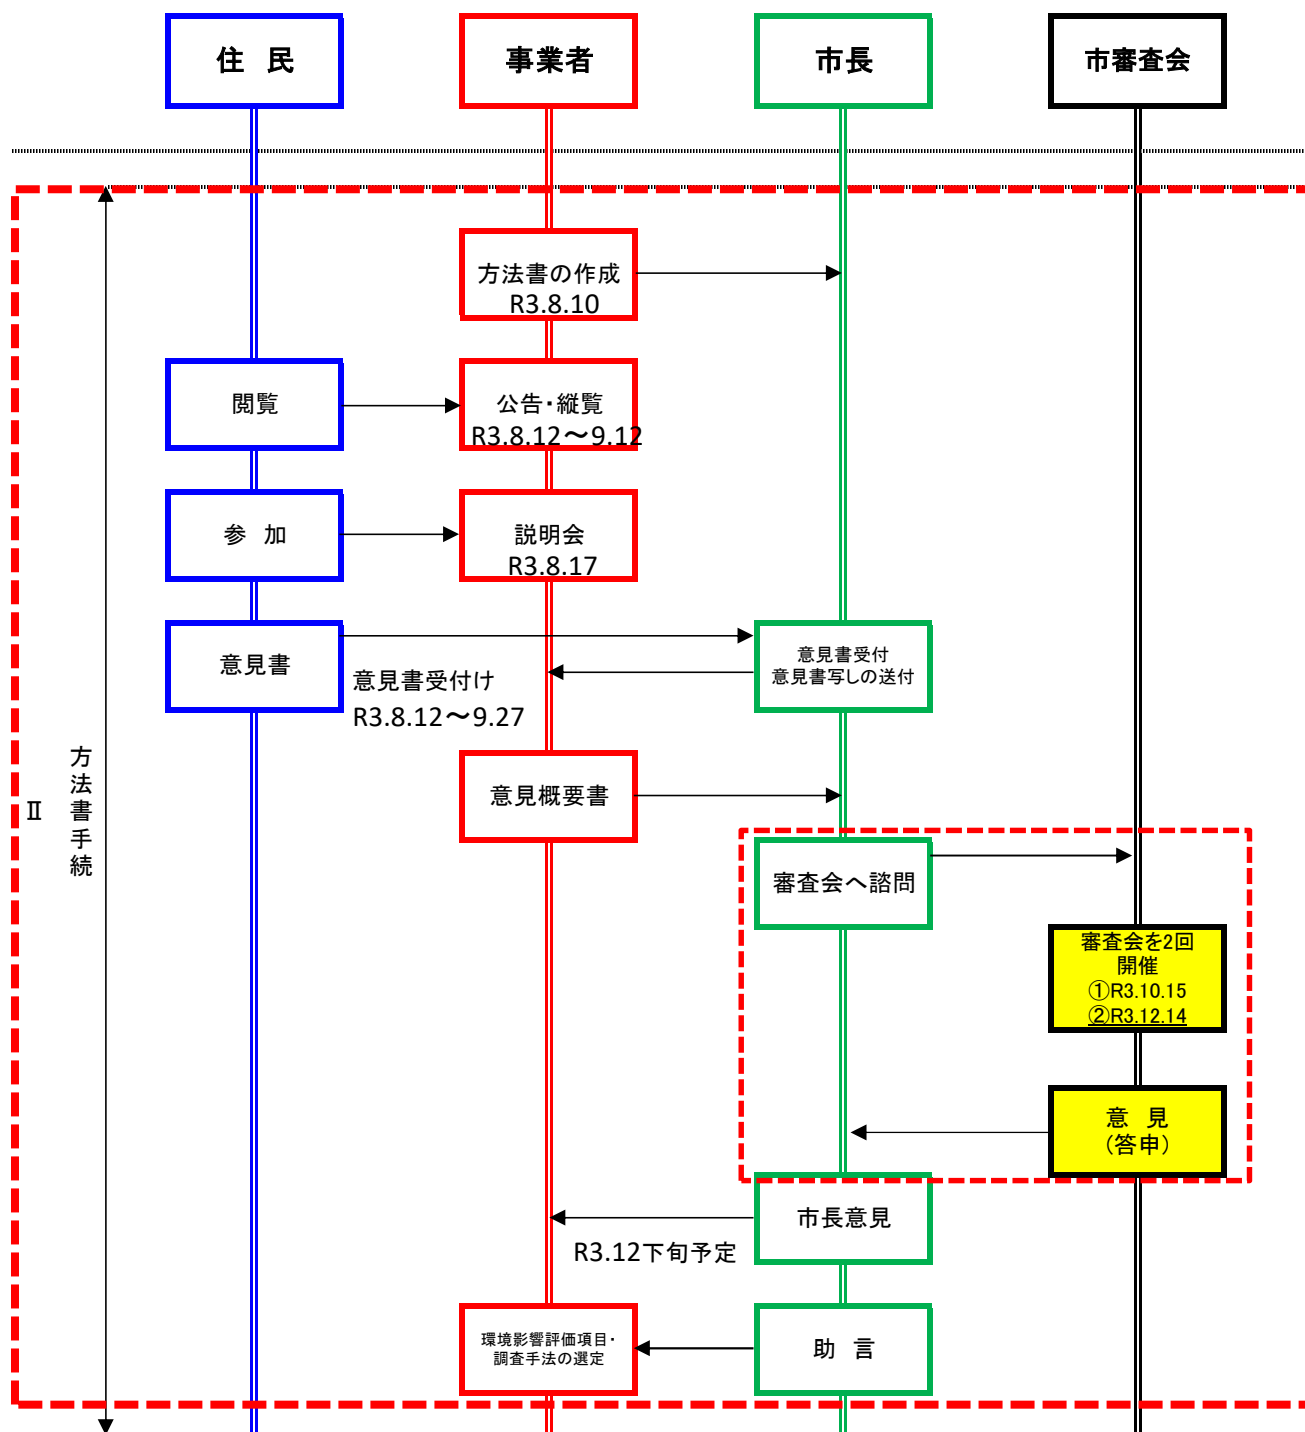 住 民
事業者
市長
市審査会
方法書の作成
R3.8.10
閲覧
公告・縦覧
R3.8.12～9.12
参 加
説明会
R3.8.17
意見書
意見書受付
意見書写しの送付
意見書受付け
R3.8.12～9.27
Ⅱ
方法書手続
意見概要書
審査会へ諮問
審査会を2回
開催
①R3.10.15
②R3.12.14
意 見
(答申)
市長意見
R3.12下旬予定
環境影響評価項目・
調査手法の選定
助 言